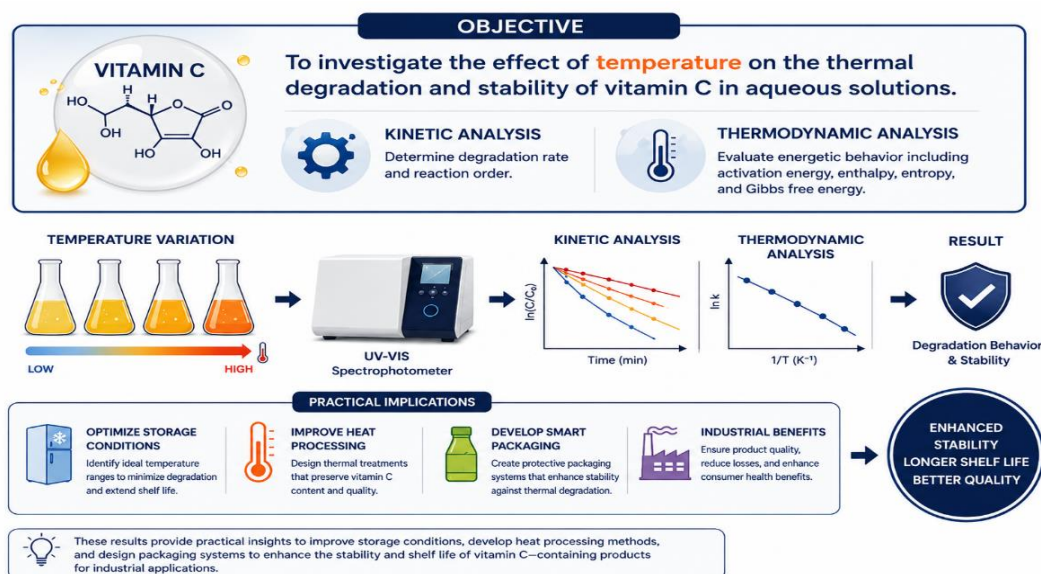 OBJECTIVE
VITAMIN C
HO
H
H
O
O
OH
HO
OH
To investigate the effect of temperature on the thermal
degradation and stability of vitamin C in aqueous solutions.
KINETIC ANALYSIS
Determine degradation rate
and reaction order.
THERMODYNAMIC ANALYSIS
Evaluate energetic behavior including
activation energy, enthalpy, entropy,
and Gibbs free energy.
TEMPERATURE VARIATION
LOW
HIGH
UV-VIS
Spectrophotometer
KINETIC ANALYSIS
ln(C/C₀)
Time (min)
THERMODYNAMIC
ANALYSIS
ln k
1/T (K⁻¹)
RESULT
Degradation Behavior
& Stability
PRACTICAL IMPLICATIONS
OPTIMIZE STORAGE
CONDITIONS
Identify ideal temperature
ranges to minimize degradation
and extend shelf life.
IMPROVE HEAT
PROCESSING
Design thermal treatments
that preserve vitamin C
content and quality.
DEVELOP SMART
PACKAGING
Create protective packaging
systems that enhance stability
against thermal degradation.
INDUSTRIAL BENEFITS
Ensure product quality,
reduce losses, and enhance
consumer health benefits.
ENHANCED
STABILITY
LONGER SHELF LIFE
BETTER QUALITY
These results provide practical insights to improve storage conditions, develop heat processing methods,
and design packaging systems to enhance the stability and shelf life of vitamin C—containing products
for industrial applications.